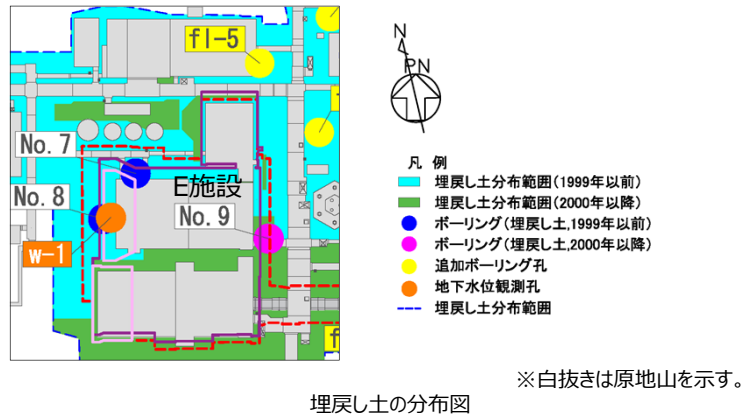 fl-5
No.7
E施設
No.8
No.9
w-1
f
N
PN
凡 例
埋戻し土分布範囲(1999年以前)
埋戻し土分布範囲(2000年以降)
ボーリング(埋戻し土,1999年以前)
ボーリング(埋戻し土,2000年以降)
追加ボーリング孔
地下水位観測孔
埋戻し土分布範囲
※白抜きは原地山を示す。
埋戻し土の分布図